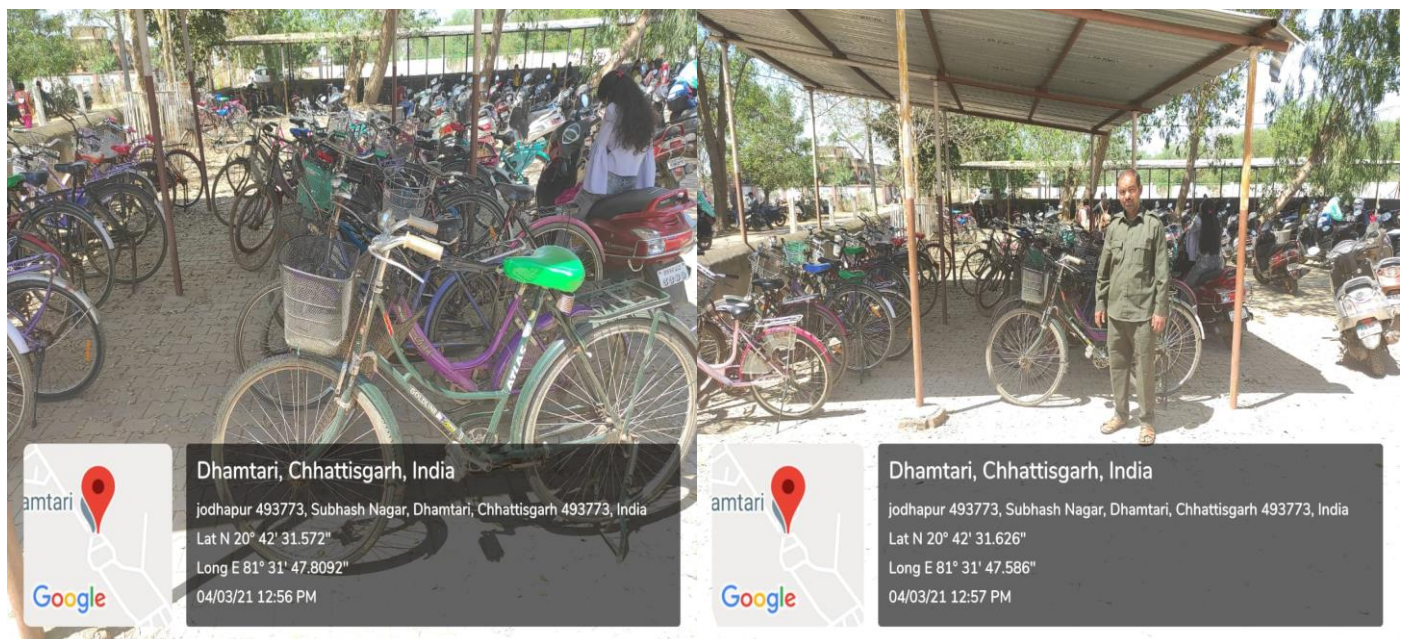 ATLAS
amtari
Google
Dhamtari, Chhattisgarh, India
jodhapur 493773, Subhash Nagar, Dhamtari, Chhattisgarh 493773, India
Lat N 20° 42' 31.572"
Long E 81° 31' 47.8092"
04/03/21 12:56 PM
amtari
Google
Dhamtari, Chhattisgarh, India
jodhapur 493773, Subhash Nagar, Dhamtari, Chhattisgarh 493773, India
Lat N 20° 42' 31.626"
Long E 81° 31' 47.586"
04/03/21 12:57 PM